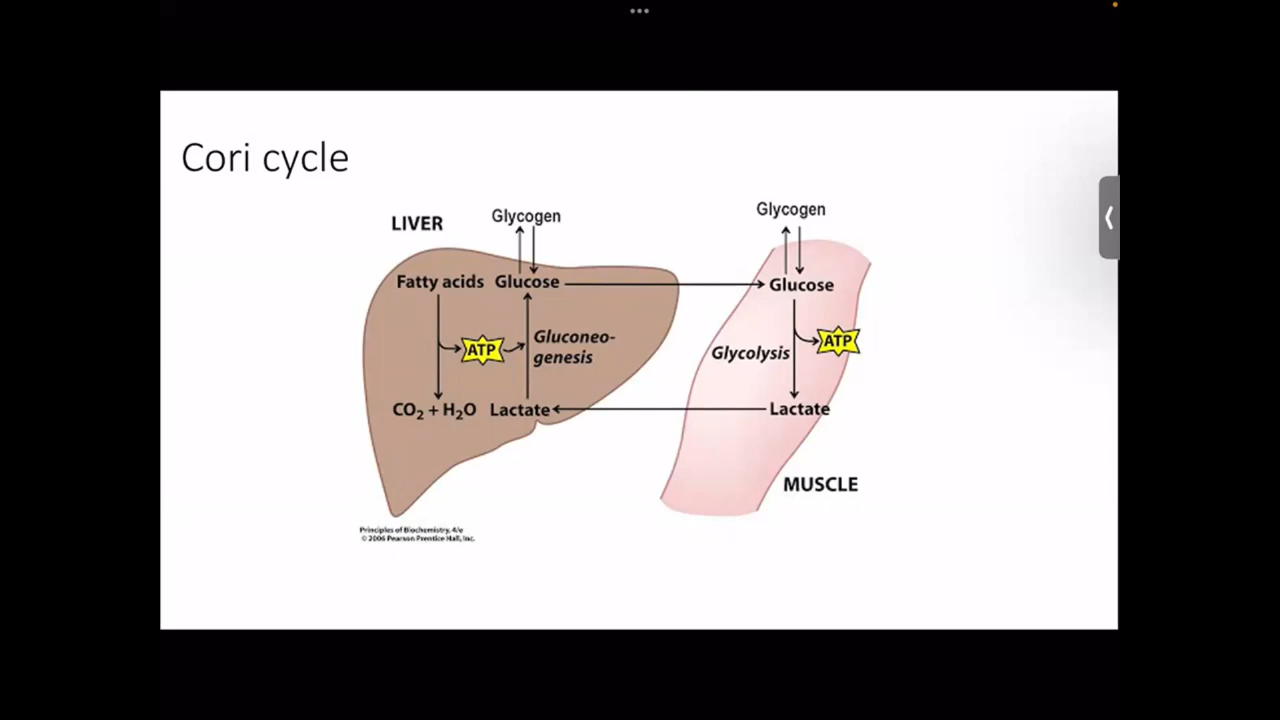 Cori cycle
LIVER
Glycogen
Glycogen
Fatty acids
Glucose
Glucose
ATP
Gluconeo-
genesis
Glycolysis
ATP
CO₂ + H₂O
Lactate
Lactate
MUSCLE
Principles of Biochemistry, 4/e
© 2006 Pearson Prentice Hall, Inc.